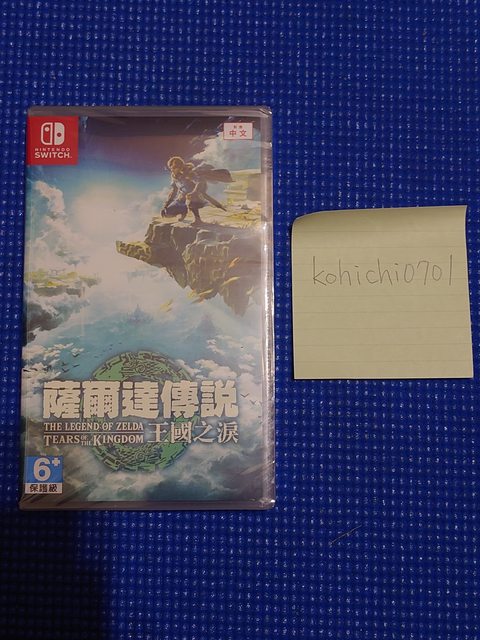 NINTENDO
SWITCH.
中文
薩爾達傳說
THE LEGEND OF ZELDA
TEARS OF THE KINGDOM
王國之淚
6+
保護級
kohichi0701